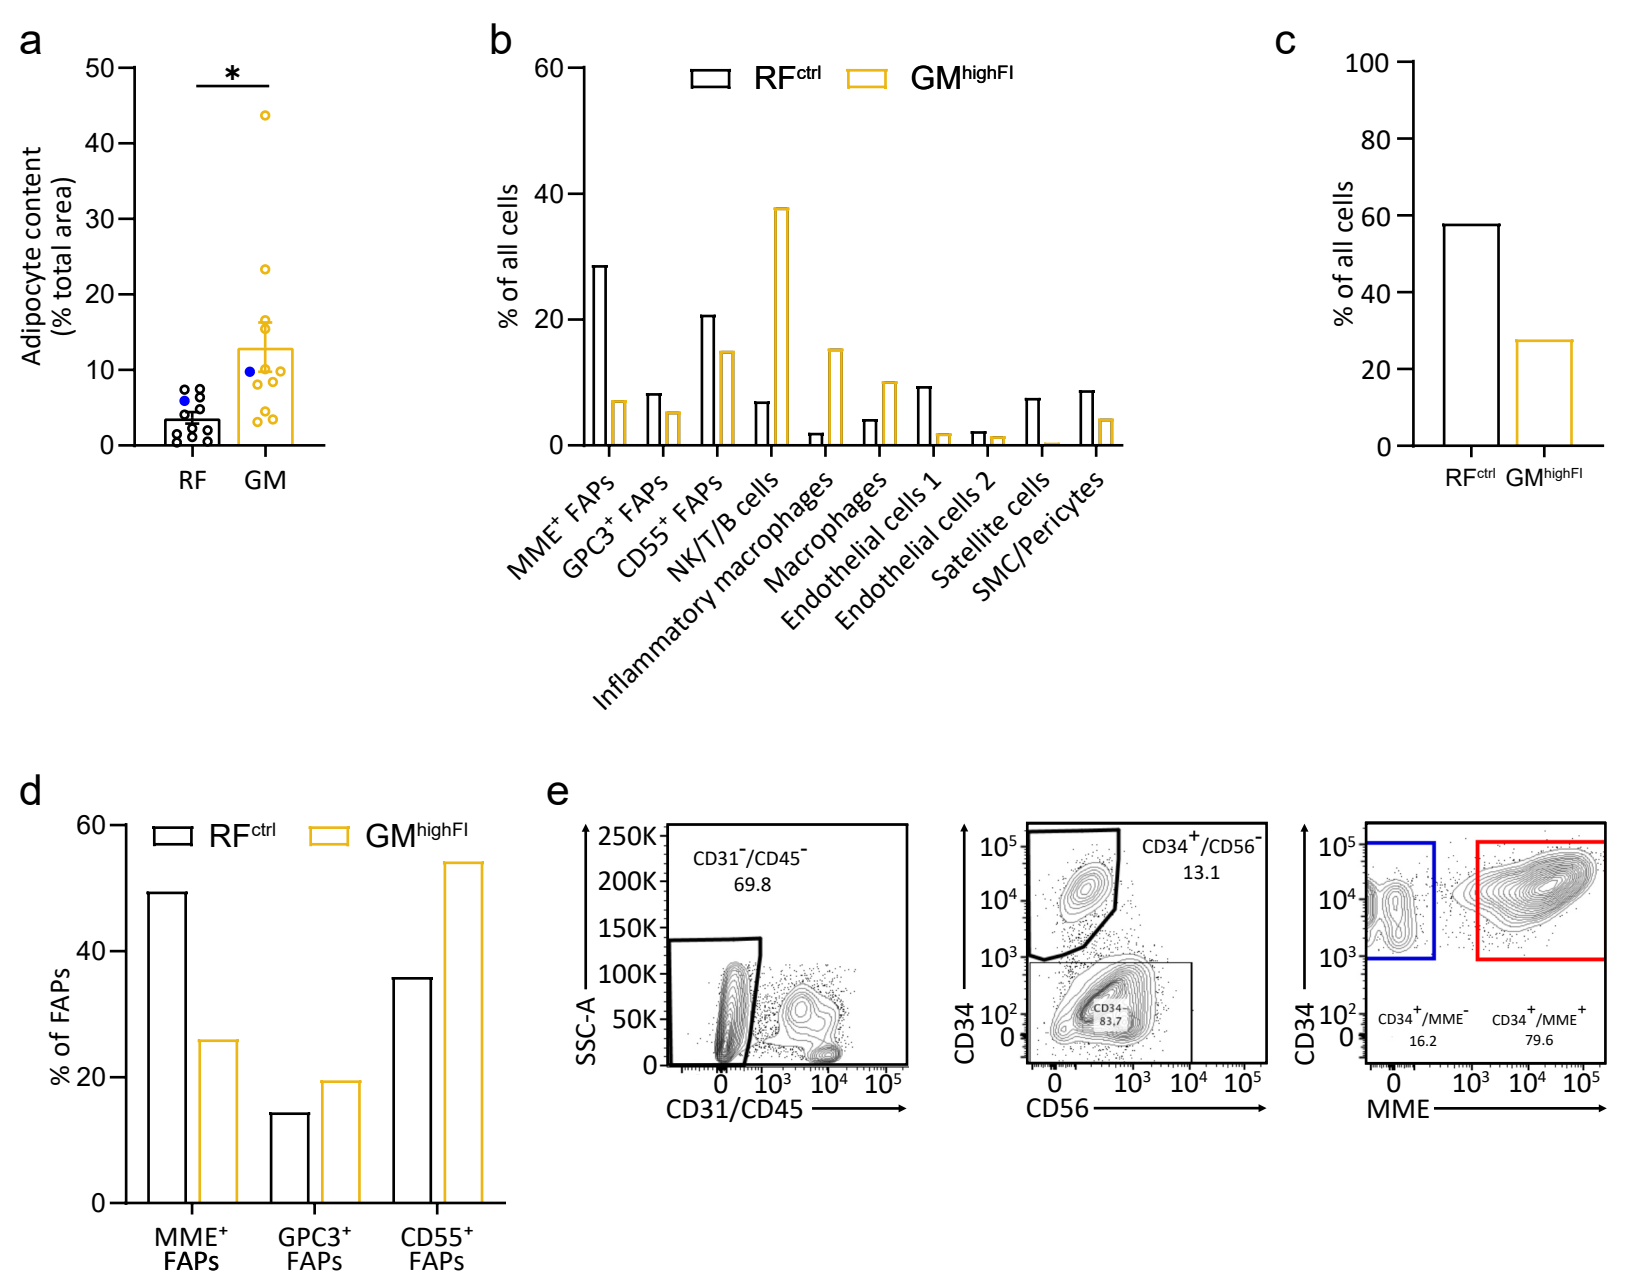 a
50
40
30
20
10
0
Adipocyte content
(% total area)
*
RF
GM
b
60
40
20
0
% of all cells
RFctrl
GMhighFI
MME+ FAPs
GPC3+ FAPs
CD55+ FAPs
NK/T/B cells
Inflammatory macrophages
Macrophages
Endothelial cells 1
Endothelial cells 2
Satellite cells
SMC/Pericytes
c
100
80
60
40
20
0
% of all cells
RFctrl GMhighFI
d
60
40
20
0
% of FAPs
RFctrl
GMhighFI
MME+
FAPs
GPC3+
FAPs
CD55+
FAPs
e
250K
200K
150K
100K
50K
0
SSC-A
CD31-/CD45-
69.8
0 103 104 105
CD31/CD45
105
104
103
102
0
CD34
CD34+/CD56-
13.1
CD34-
83,7
0 103 104 105
CD56
105
104
103
102
0
CD34
CD34+/MME-
16.2
CD34+/MME+
79.6
0 103 104 105
MME